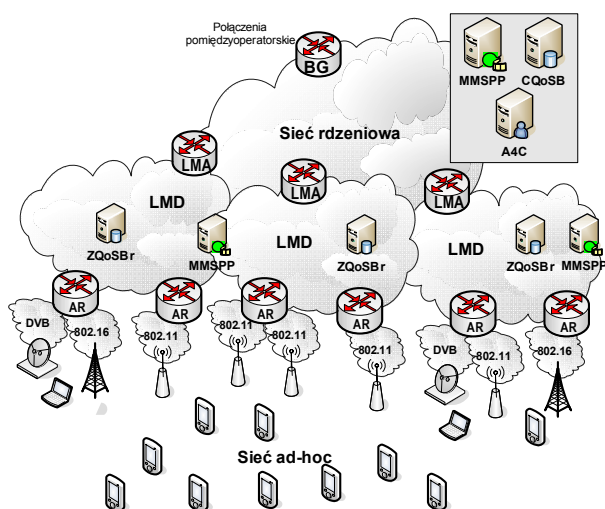 Połączenia
pomiędzyoperatorskie
BG
MMSPP
CQoSB
A4C
Sieć rdzeniowa
LMA
LMA
LMA
LMD
LMD
LMD
ZQoSBr
MMSPP
ZQoSBr
ZQoSBr
MMSPP
AR
AR
AR
AR
AR
AR
DVB
802.16
802.11
802.11
802.11
802.11
DVB
802.11
802.16
Sieć ad-hoc